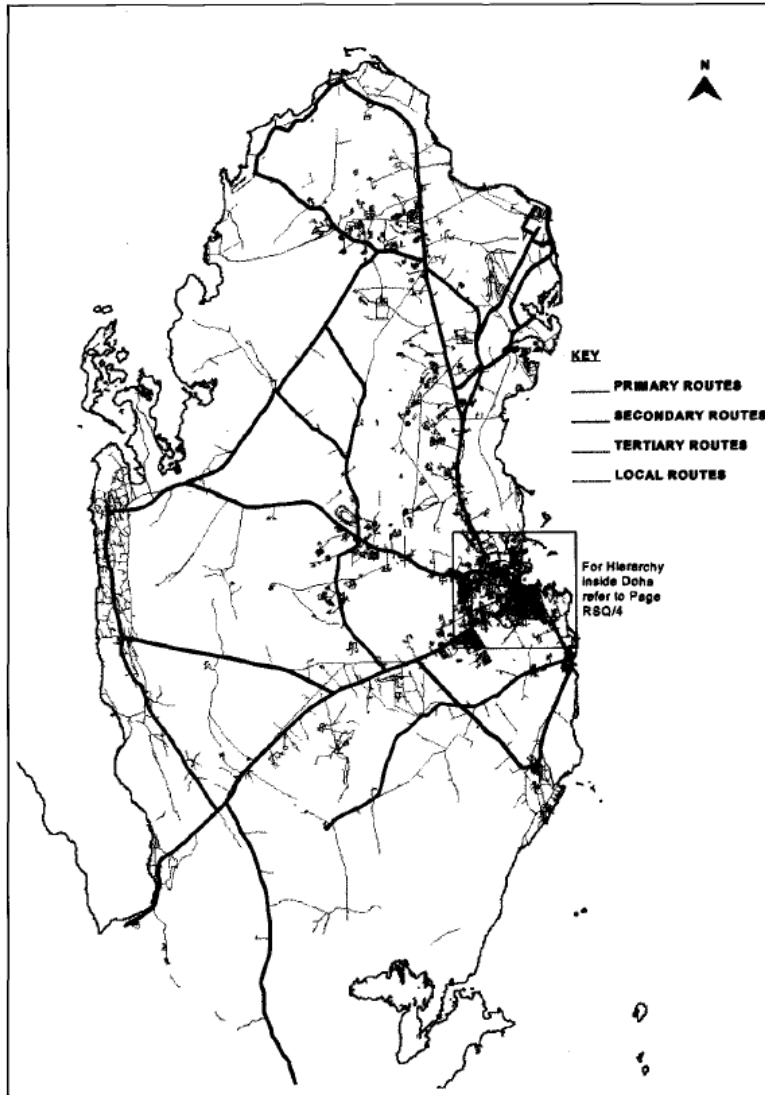 N
KEY
PRIMARY ROUTES
SECONDARY ROUTES
TERTIARY ROUTES
LOCAL ROUTES
For Hierarchy
inside Doha
refer to Page
RSQ/4